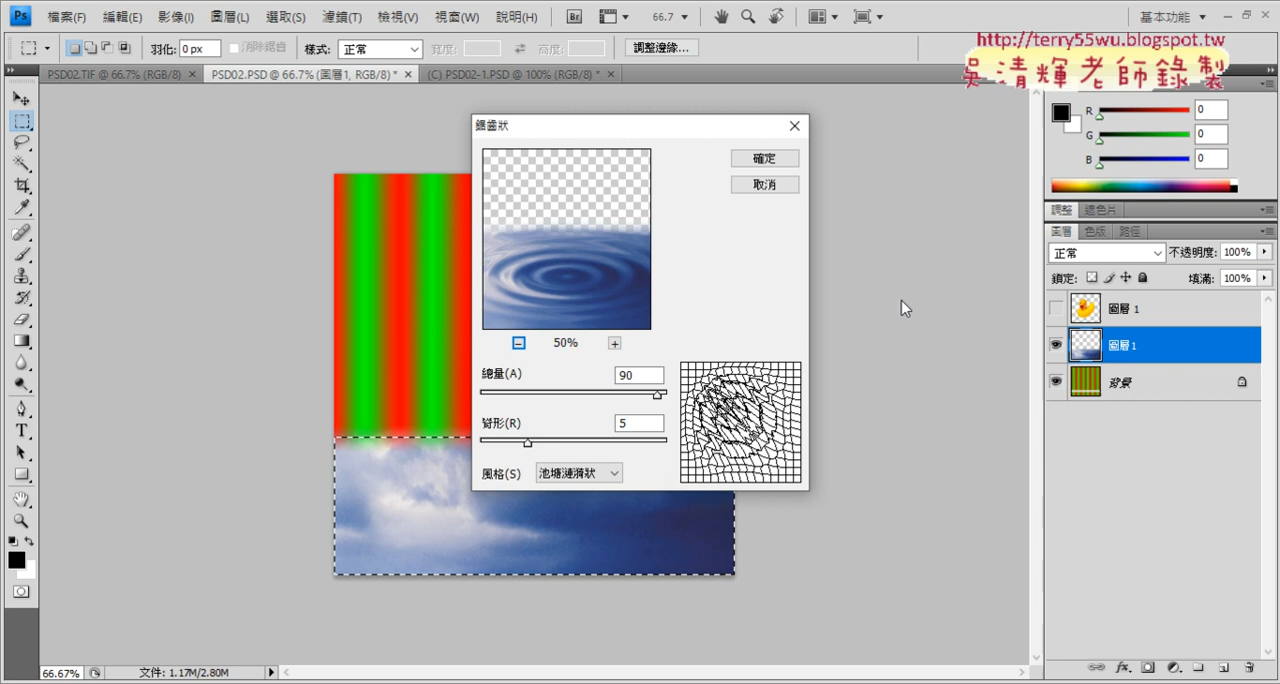 檔案(F) 編輯(E) 影像(I) 圖層(L) 選取(S) 濾鏡(T) 檢視(V) 視窗(W) 說明(H) Br 66.7 基本功能
http://terry55wu.blogspot.tw
吳清輝老師錄製
羽化: 0 px 消除鋸齒 樣式: 正常 寬度: 高度: 調整邊緣...
PSD02.TIF @ 66.7% (RGB/8) PSD02.PSD @ 66.7% (圖層1, RGB/8) * (C) PSD02-1.PSD @ 100% (RGB/8) *
鋸齒狀
確定
取消
50%
總量(A) 90
脊形(R) 5
風格(S) 池塘漣漪狀
R 0
G 0
B 0
調整 遮色片
圖層 色版 路徑
正常 不透明度: 100%
鎖定: 填滿: 100%
圖層 1
圖層1
背景
66.67% 文件: 1.17M/2.80M